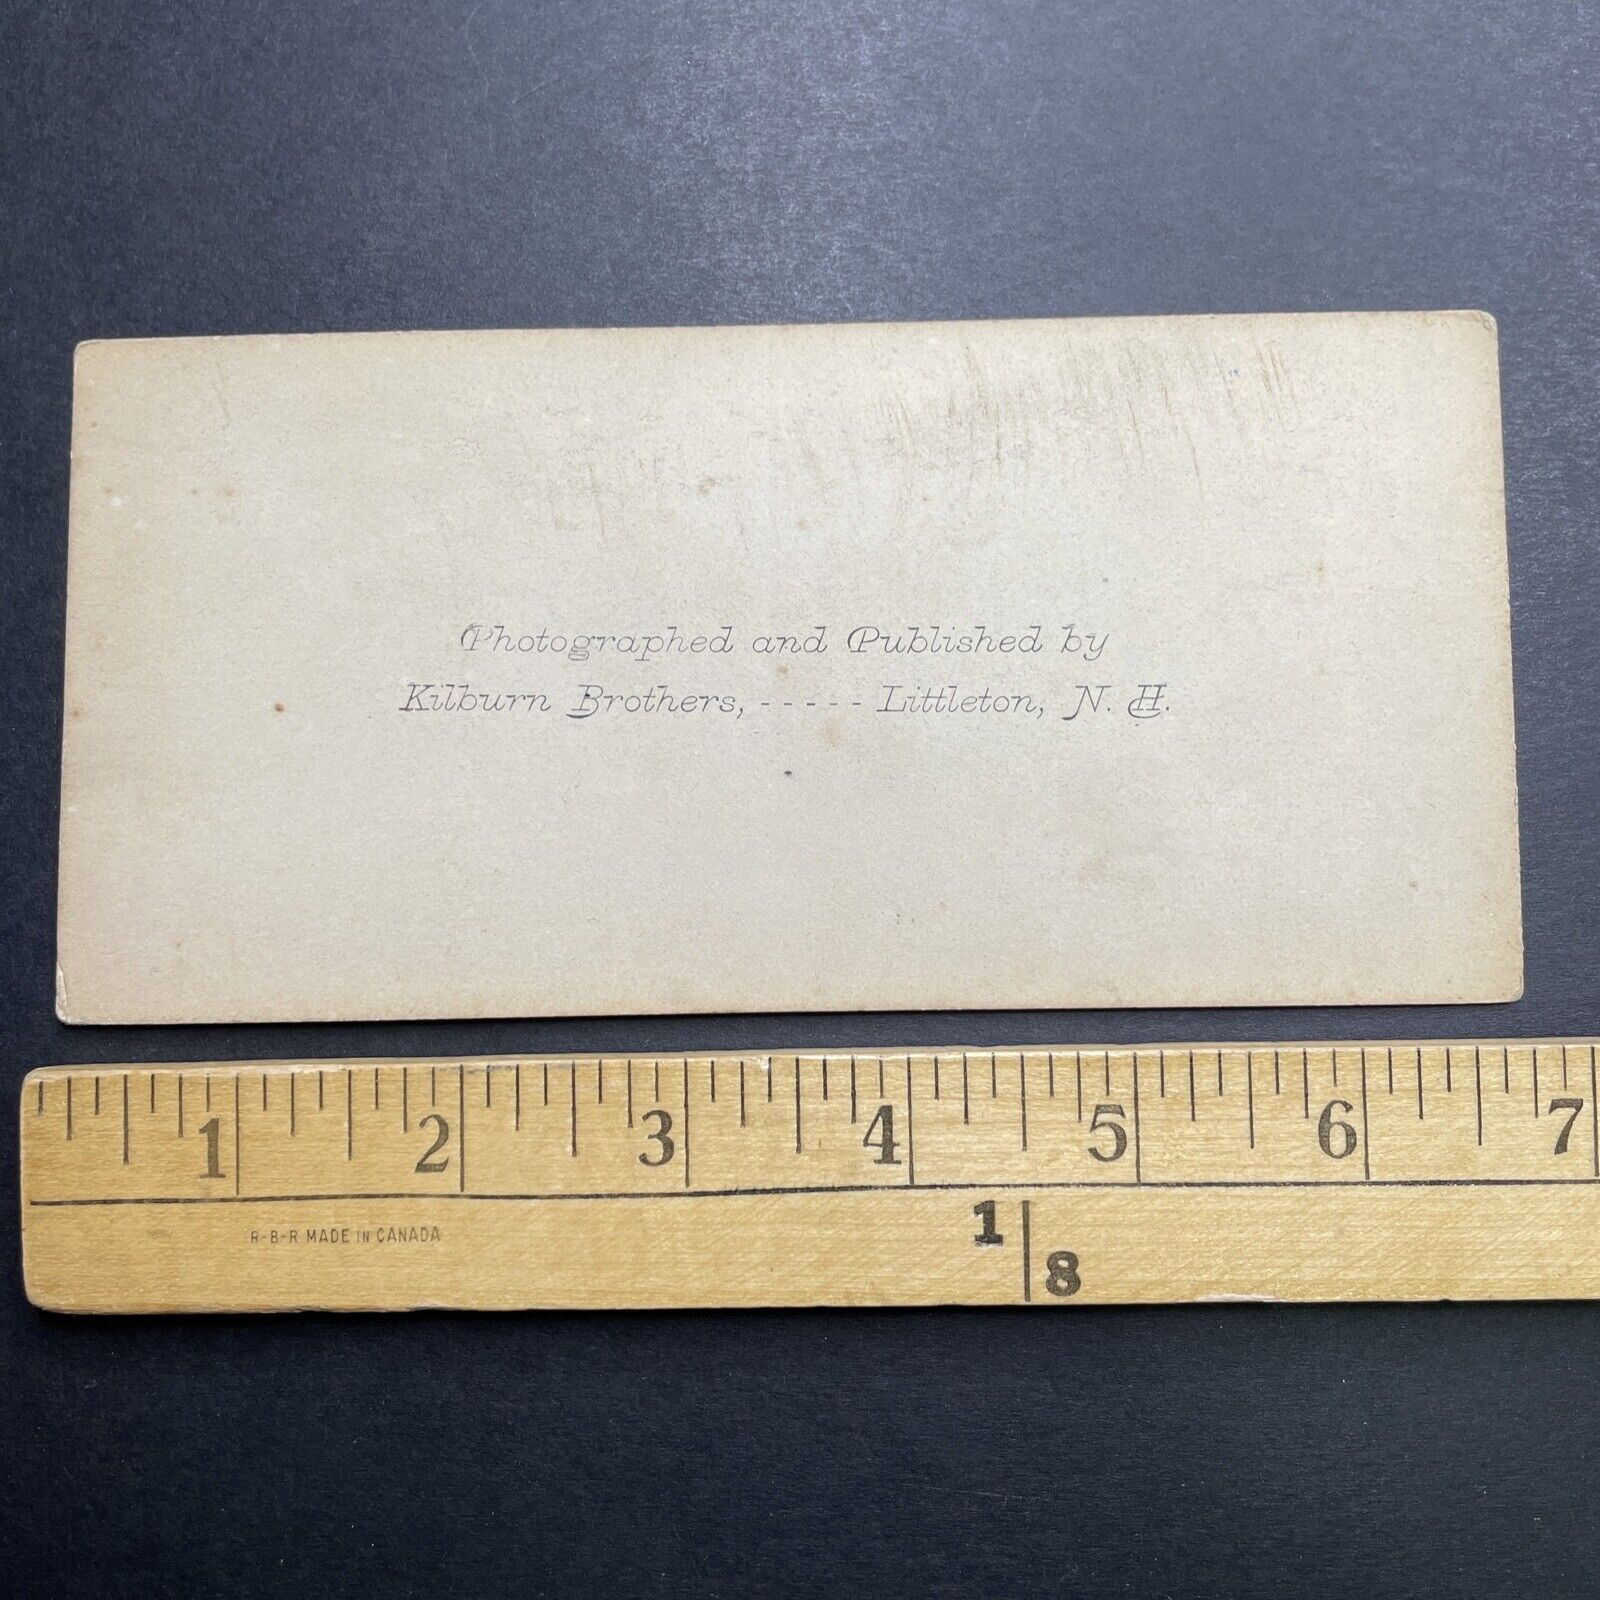 Photographed and Published by
Kilburn Brothers, - - - - - Littleton, N. H.
1 2 3 4 5 6 7
R-B-R MADE IN CANADA
1 8